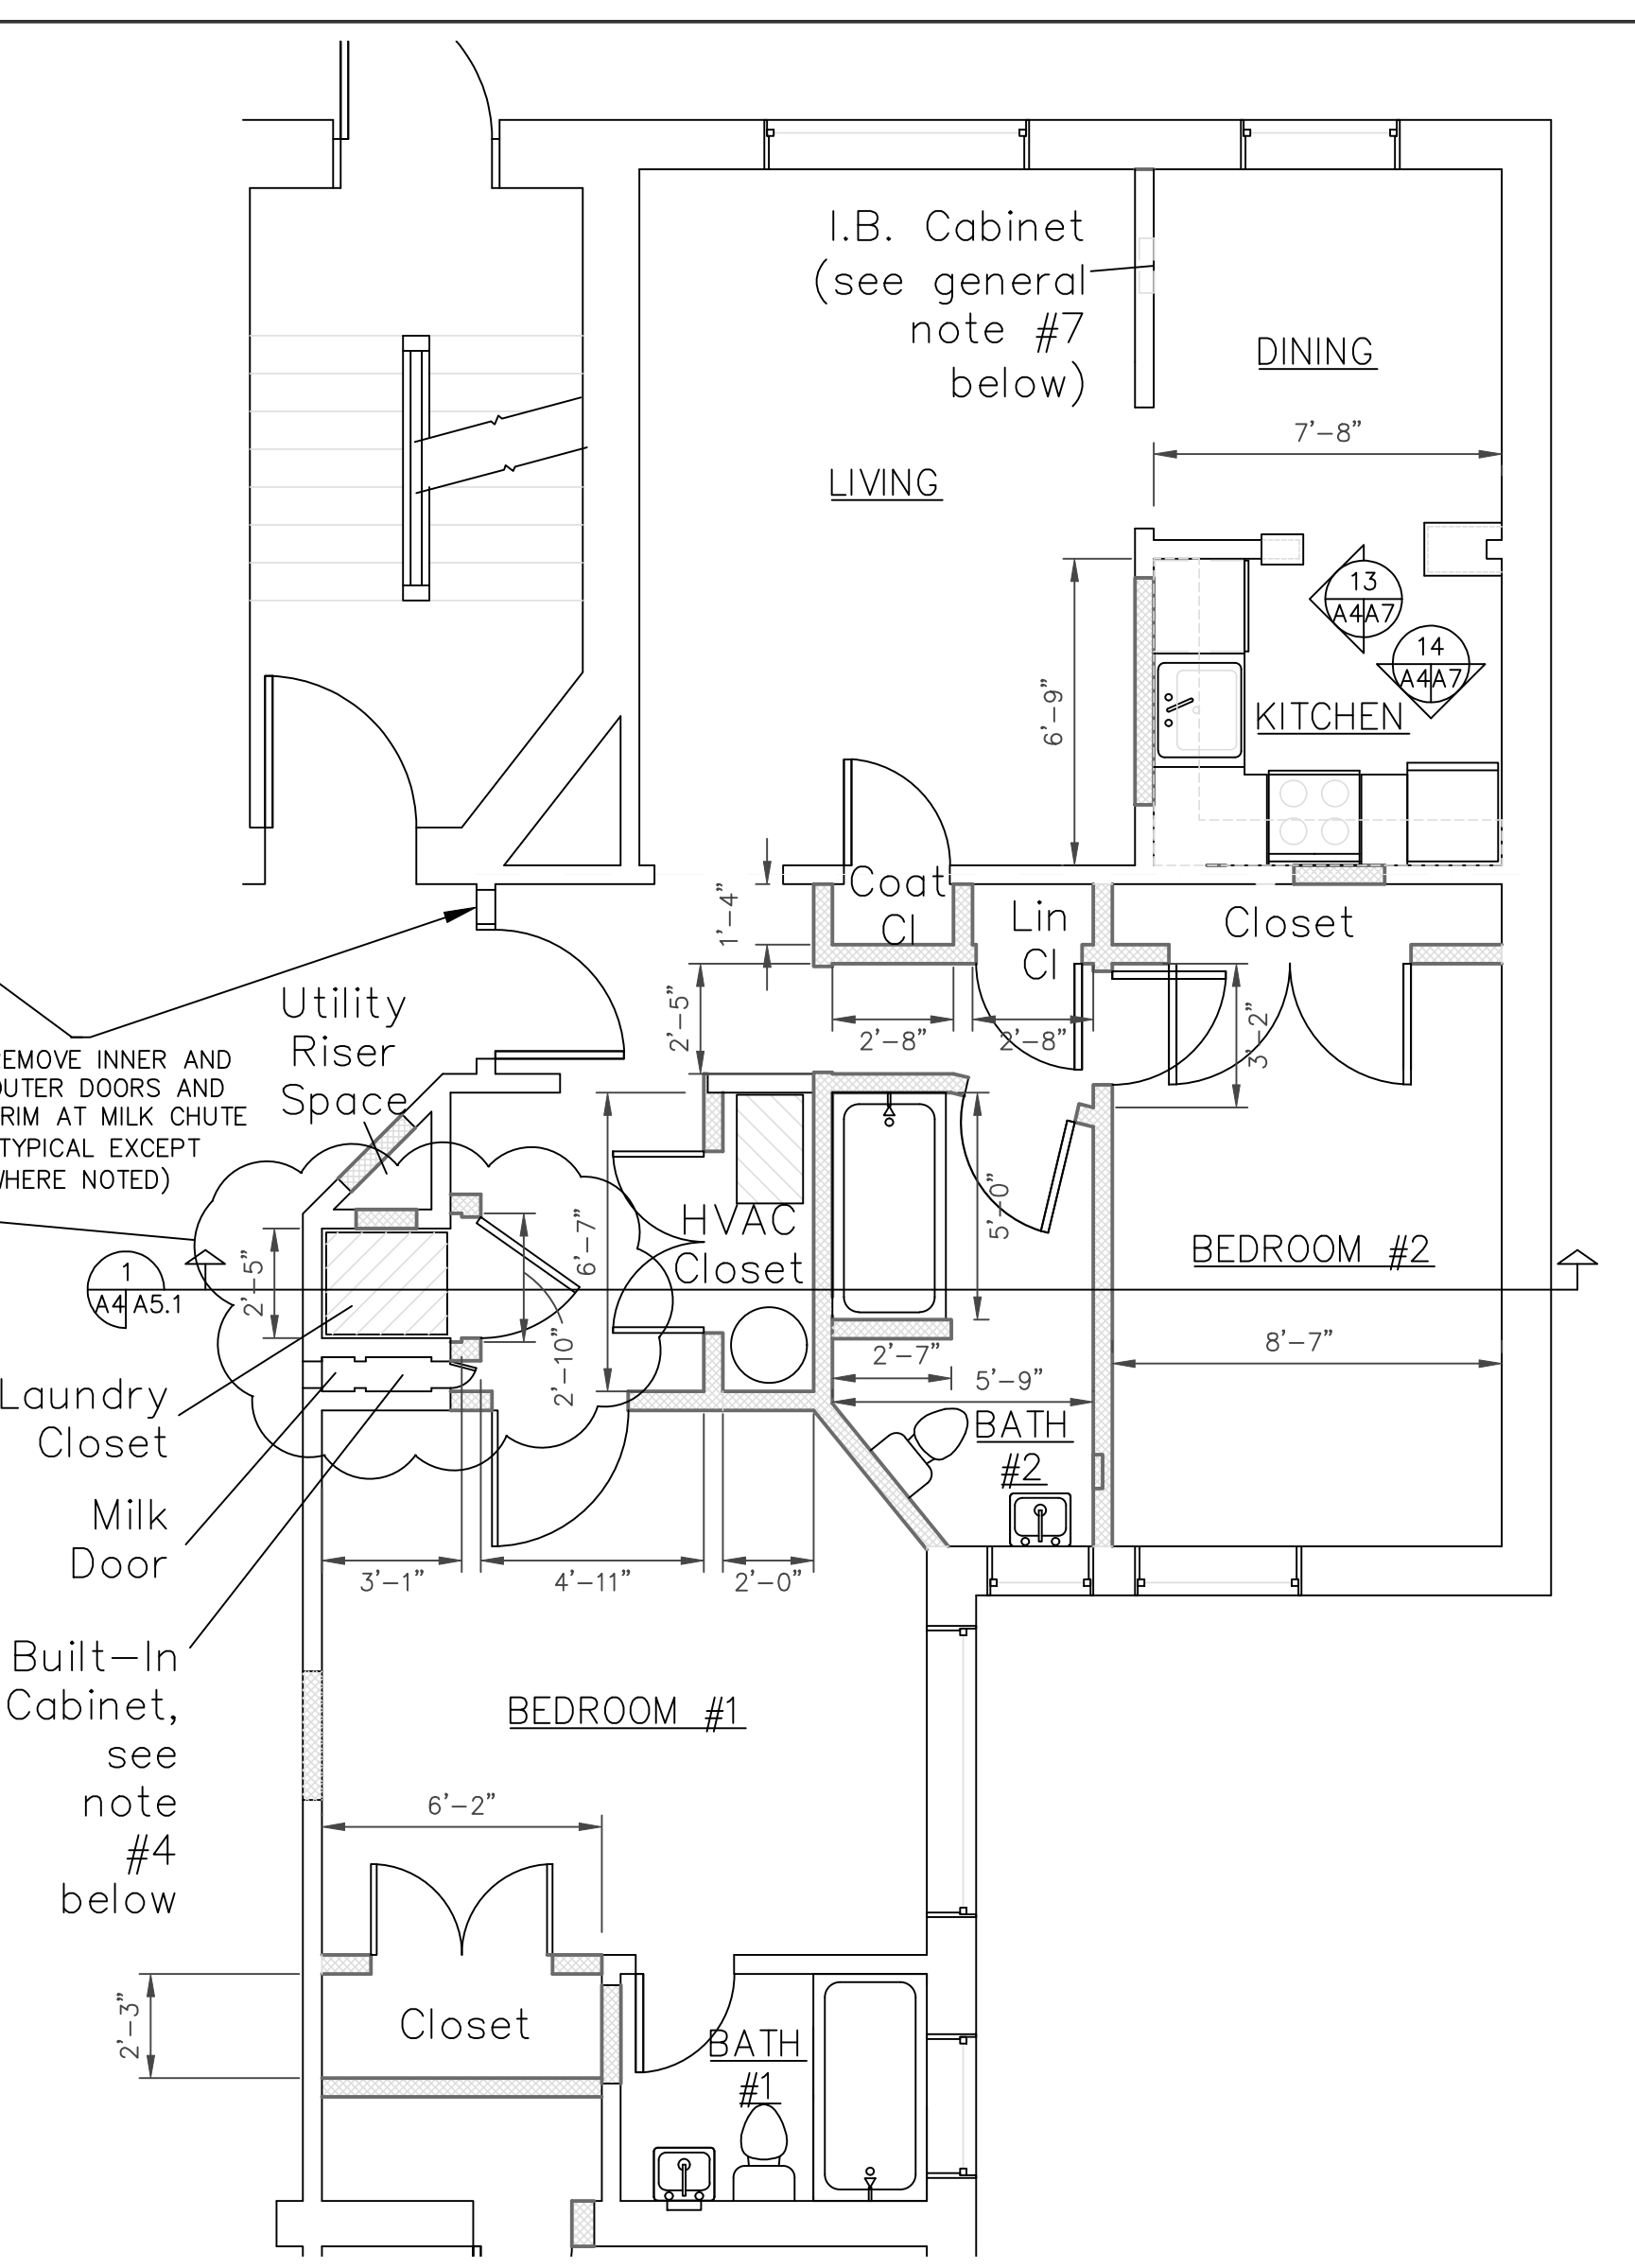 I.B. Cabinet
(see general
note #7
below)
DINING
7'-8"
LIVING
13
A4 A7
14
A4 A7
6'-9"
KITCHEN
Coat
Cl
Lin
Cl
Closet
1'-4"
2'-5"
2'-8"
2'-8"
3'-2"
Utility
Riser
Space
EMOVE INNER AND
UTER DOORS AND
RIM AT MILK CHUTE
TYPICAL EXCEPT
HERE NOTED)
6'-7"
HVAC
Closet
5'-0"
BEDROOM #2
1
A4 A5.1
2'-5"
2'-10"
2'-7"
5'-9"
8'-7"
Laundry
Closet
BATH
#2
Milk
Door
3'-1"
4'-11"
2'-0"
Built-In
Cabinet,
see
note
#4
below
BEDROOM #1
6'-2"
2'-3"
Closet
BATH
#1